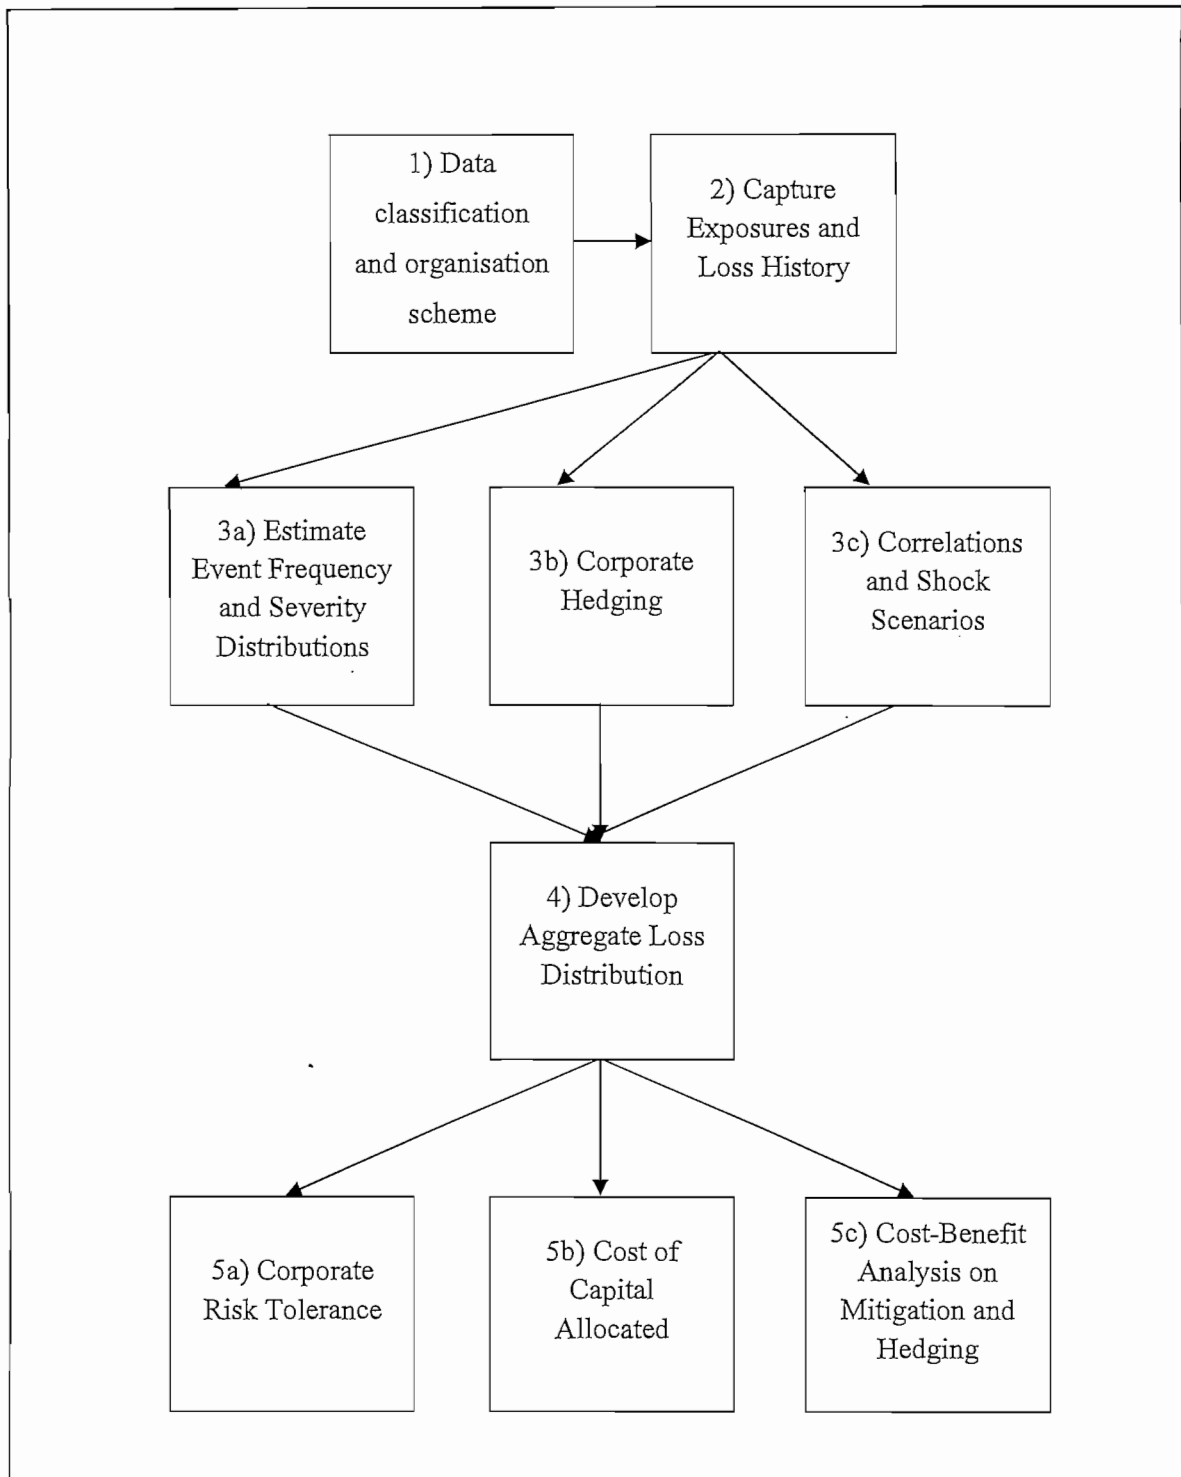 1) Data
classification
and organisation
scheme
2) Capture
Exposures and
Loss History
3a) Estimate
Event Frequency
and Severity
Distributions
3b) Corporate
Hedging
3c) Correlations
and Shock
Scenarios
4) Develop
Aggregate Loss
Distribution
5a) Corporate
Risk Tolerance
5b) Cost of
Capital
Allocated
5c) Cost-Benefit
Analysis on
Mitigation and
Hedging